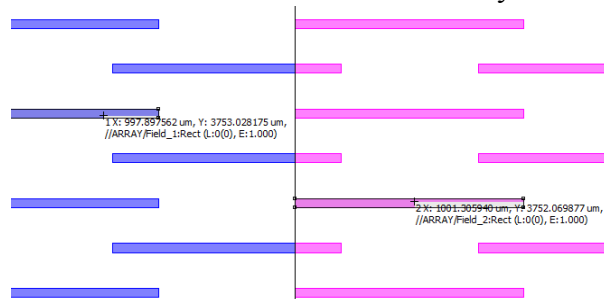 1 X: 997.897562 um, Y: 3753.028175 um,
//ARRAY/Field_1:Rect (L:0(0), E:1.000)
2 X: 1001.305940 um, Y: 3752.069877 um,
//ARRAY/Field_2:Rect (L:0(0), E:1.000)